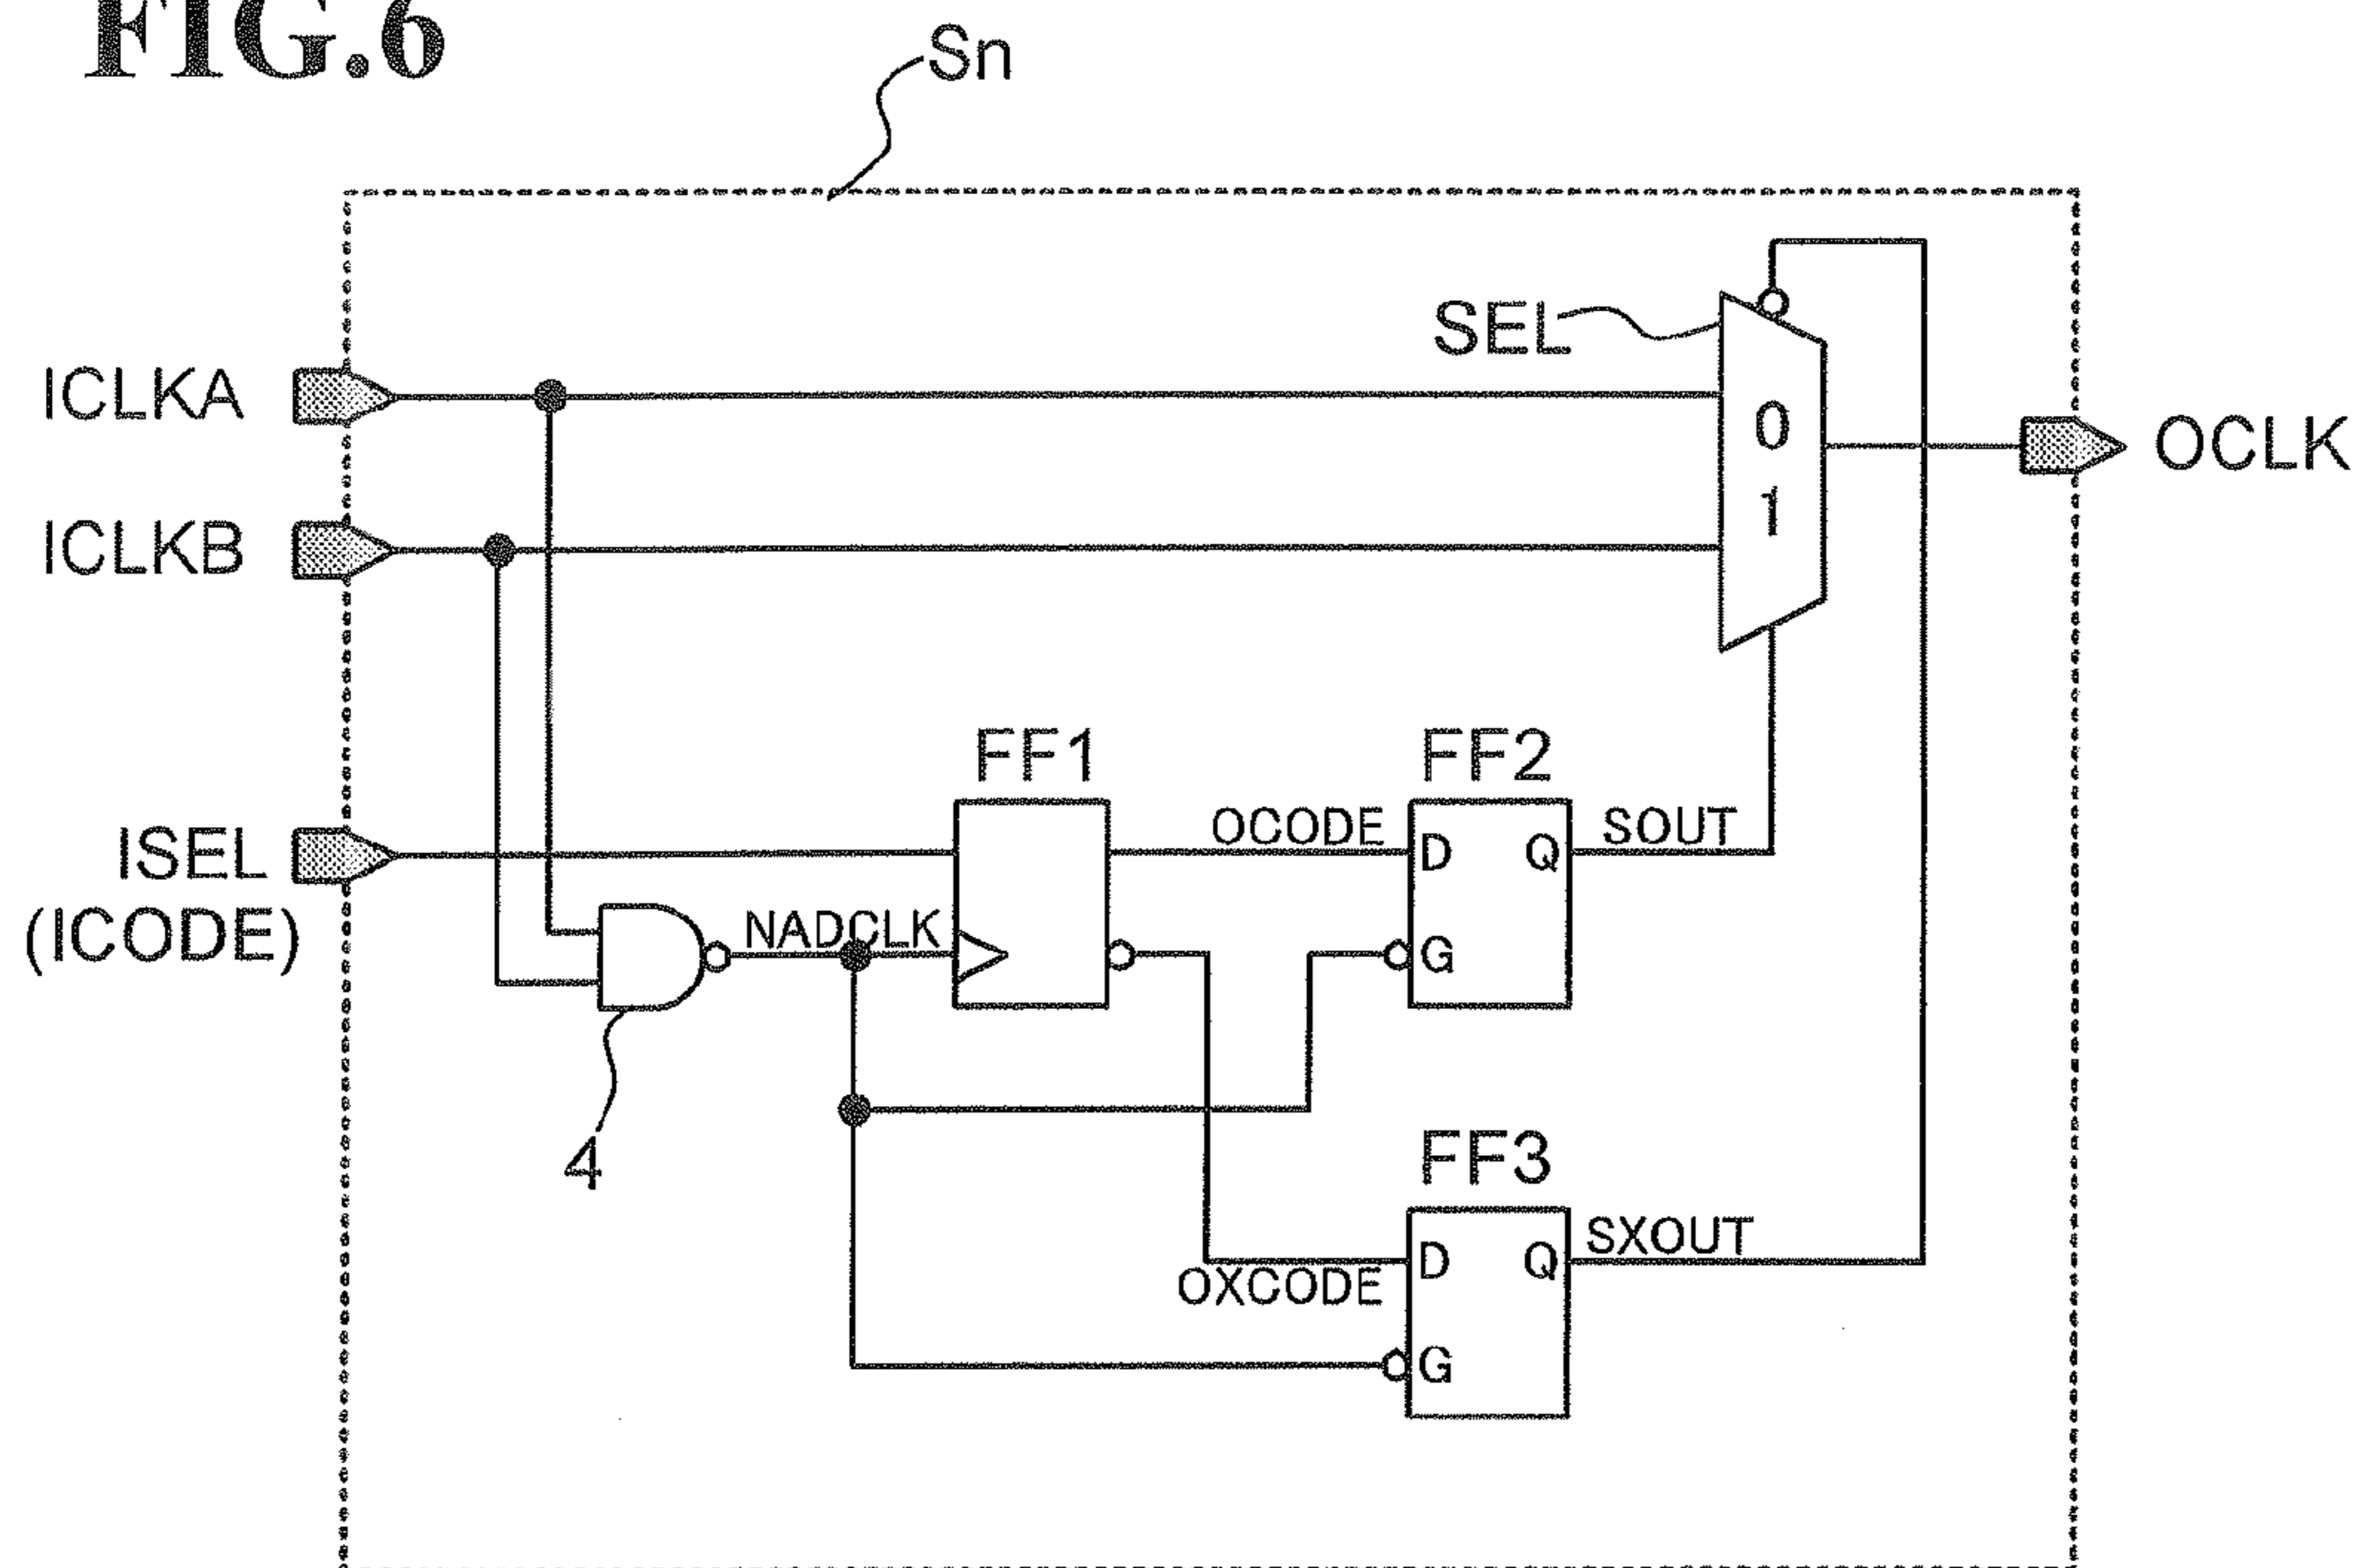 FIG.6
Sn
SEL
ICLKA
0
OCLK
1
ICLKB
FF1
FF2
ISEL
(ICODE)
OCODE
D
Q
SOUT
NADCLK
G
4
FF3
SXOUT
D
Q
OXCODE
G